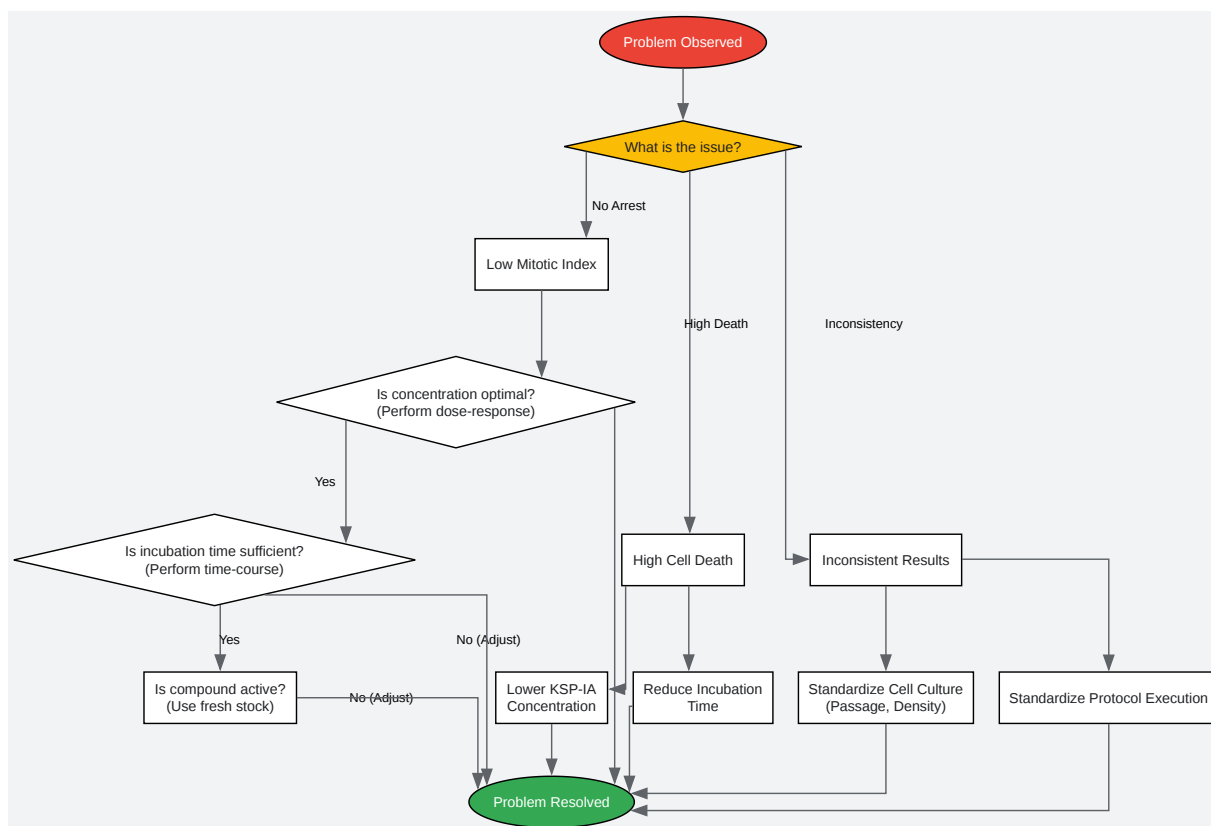 Problem Observed
What is the issue?
No Arrest
Low Mitotic Index
High Death
Inconsistency
Is concentration optimal?
(Perform dose-response)
Yes
Is incubation time sufficient?
(Perform time-course)
High Cell Death
Inconsistent Results
Yes
No (Adjust)
Is compound active?
(Use fresh stock)
No (Adjust)
Lower KSP-IA
Concentration
Reduce Incubation
Time
Standardize Cell Culture
(Passage, Density)
Standardize Protocol Execution
Problem Resolved